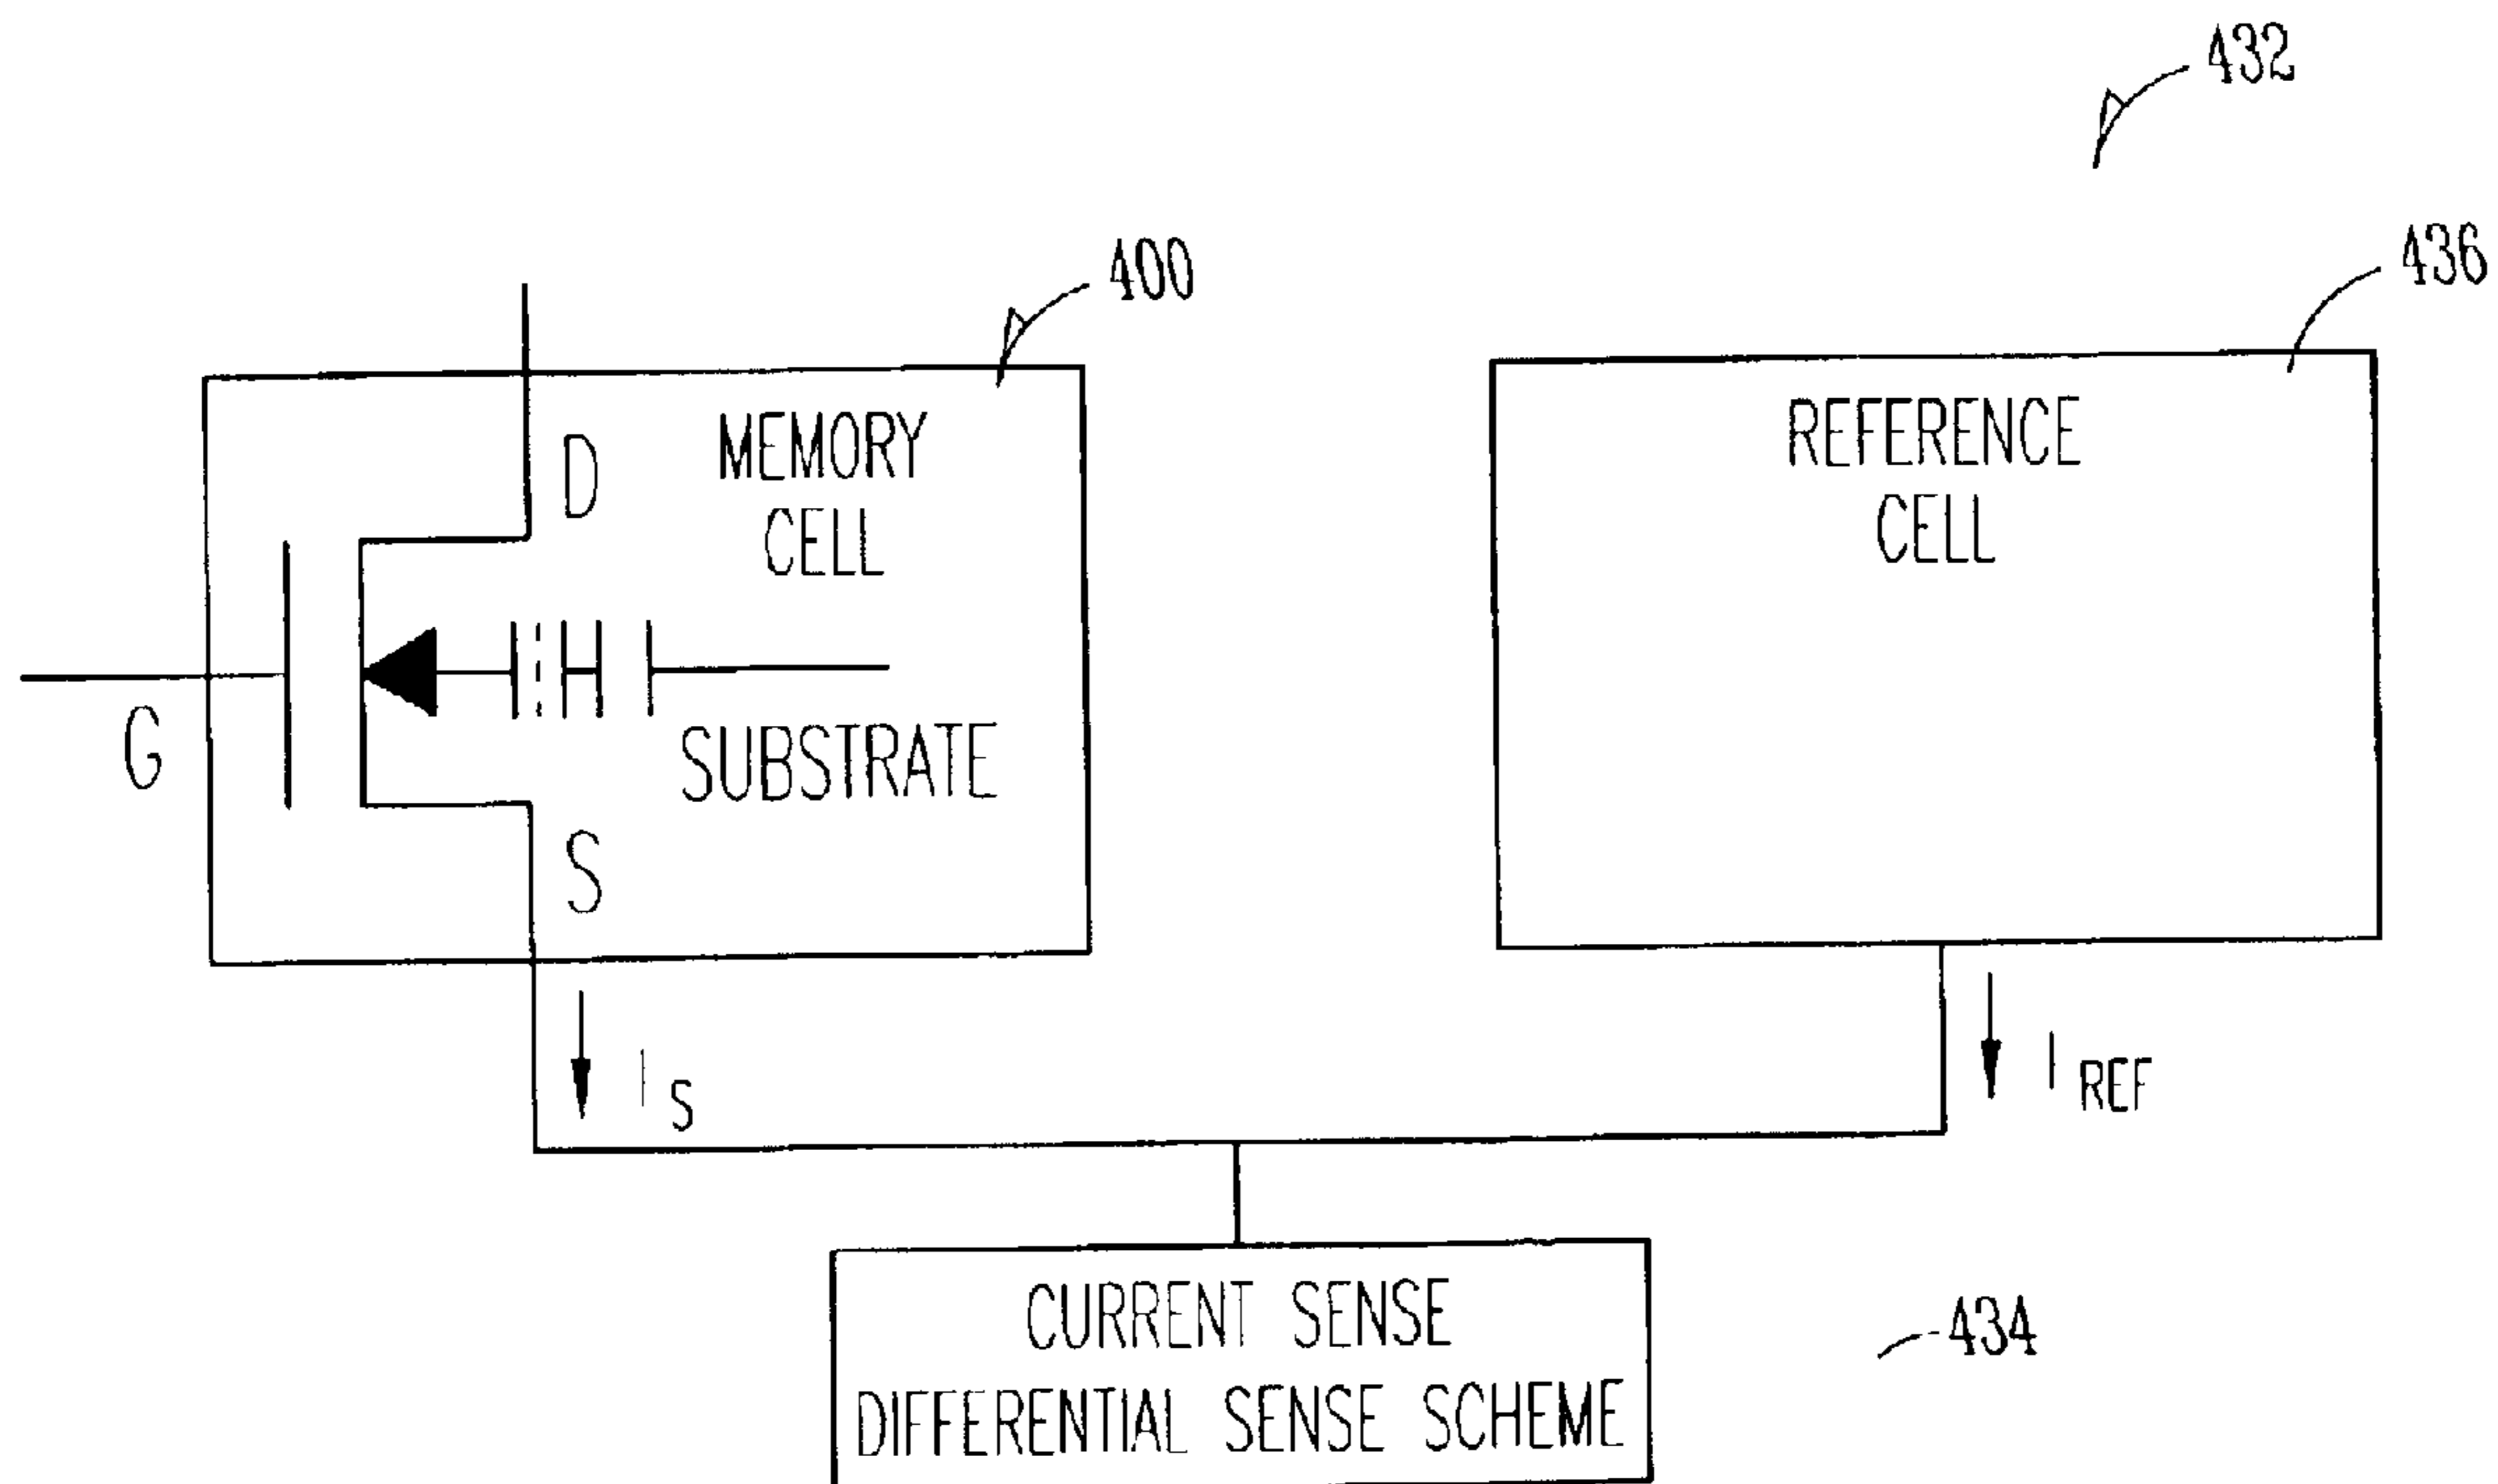 432
400
436
D
MEMORY
CELL
REFERENCE
CELL
G
SUBSTRATE
S
I S
I REF
CURRENT SENSE
DIFFERENTIAL SENSE SCHEME
434